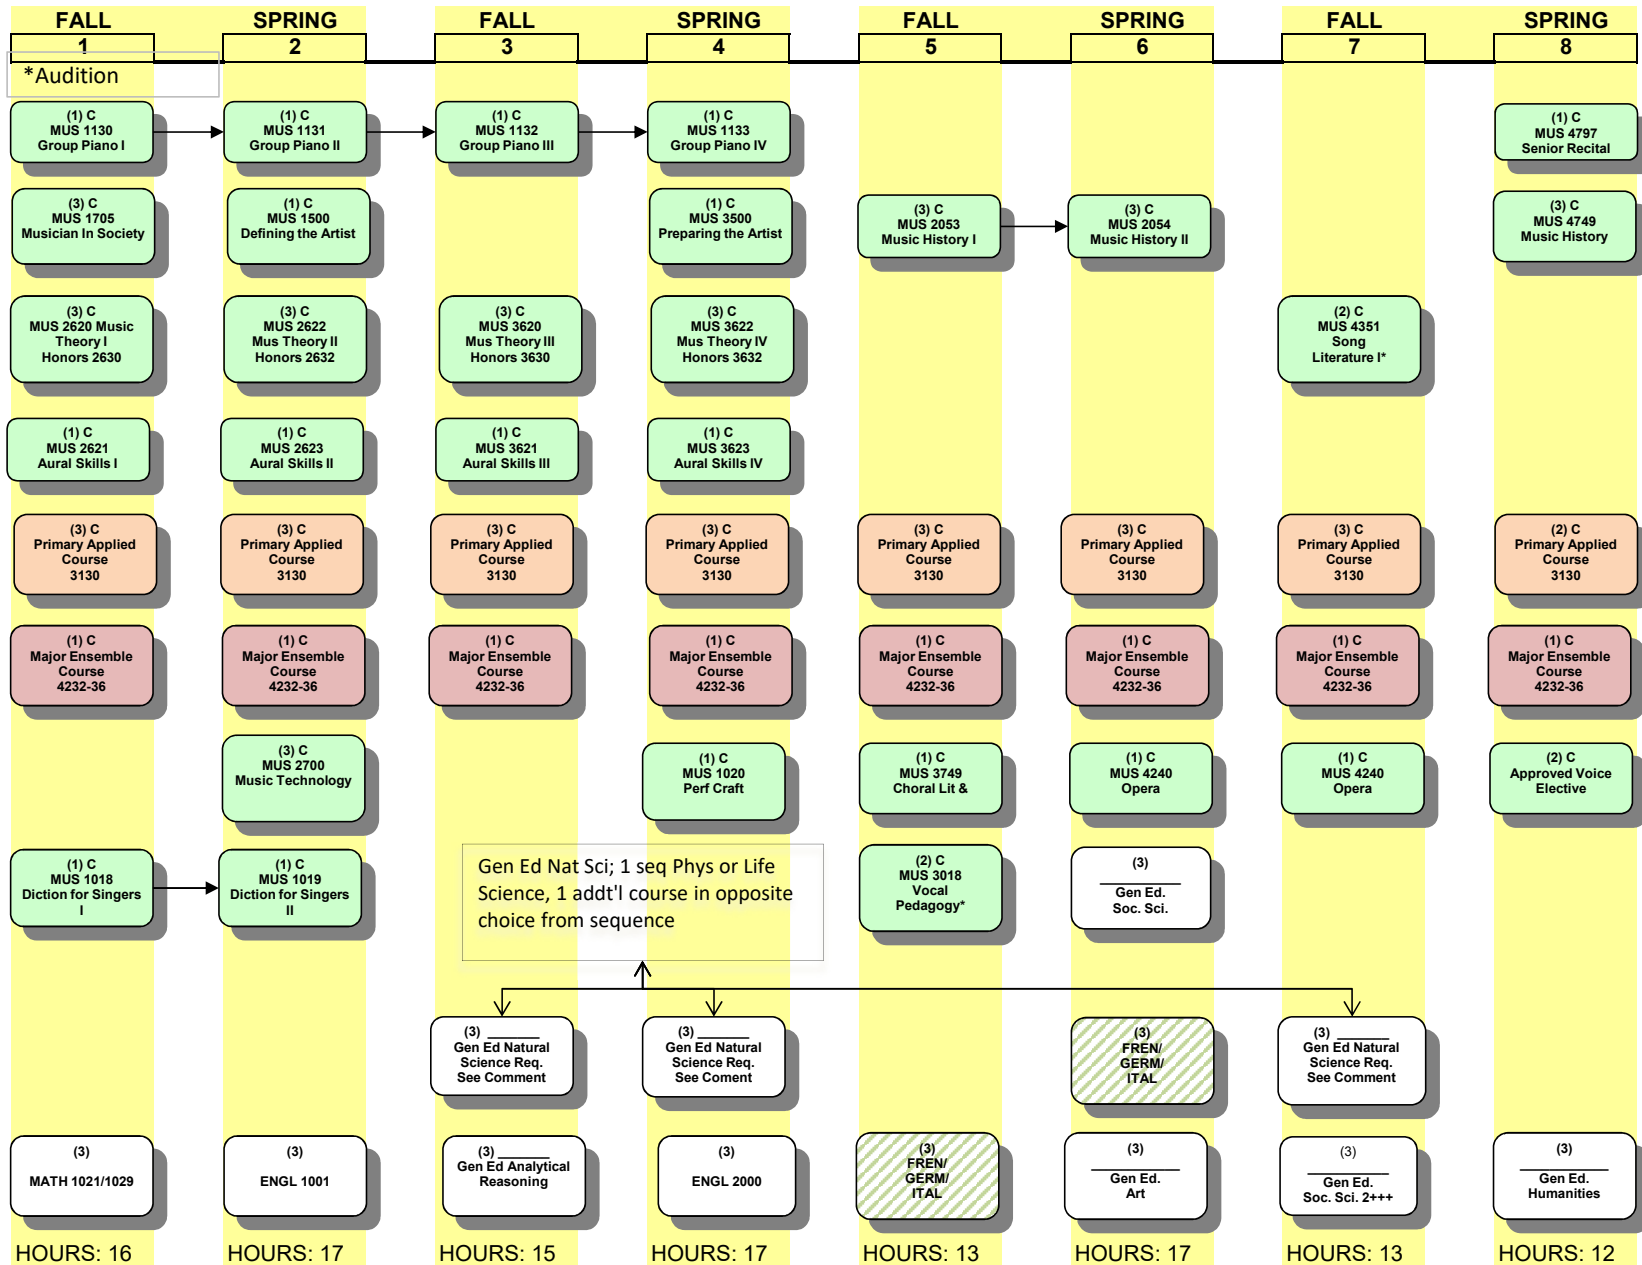 FALL
SPRING
FALL
SPRING
FALL
SPRING
FALL
SPRING
1
2
3
4
5
6
7
8
*Audition
(1) C
MUS 1130
Group Piano I
(1) C
MUS 1131
Group Piano II
(1) C
MUS 1132
Group Piano III
(1) C
MUS 1133
Group Piano IV
(1) C
MUS 4797
Senior Recital
(3) C
MUS 1705
Musician In Society
(1) C
MUS 1500
Defining the Artist
(1) C
MUS 3500
Preparing the Artist
(3) C
MUS 2053
Music History I
(3) C
MUS 2054
Music History II
(3) C
MUS 4749
Music History
(3) C
MUS 2620 Music
Theory I
Honors 2630
(3) C
MUS 2622
Mus Theory II
Honors 2632
(3) C
MUS 3620
Mus Theory III
Honors 3630
(3) C
MUS 3622
Mus Theory IV
Honors 3632
(2) C
MUS 4351
Song
Literature I*
(1) C
MUS 2621
Aural Skills I
(1) C
MUS 2623
Aural Skills II
(1) C
MUS 3621
Aural Skills III
(1) C
MUS 3623
Aural Skills IV
(3) C
Primary Applied
Course
3130
(3) C
Primary Applied
Course
3130
(3) C
Primary Applied
Course
3130
(3) C
Primary Applied
Course
3130
(3) C
Primary Applied
Course
3130
(3) C
Primary Applied
Course
3130
(3) C
Primary Applied
Course
3130
(2) C
Primary Applied
Course
3130
(1) C
Major Ensemble
Course
4232-36
(1) C
Major Ensemble
Course
4232-36
(1) C
Major Ensemble
Course
4232-36
(1) C
Major Ensemble
Course
4232-36
(1) C
Major Ensemble
Course
4232-36
(1) C
Major Ensemble
Course
4232-36
(1) C
Major Ensemble
Course
4232-36
(1) C
Major Ensemble
Course
4232-36
(3) C
MUS 2700
Music Technology
(1) C
MUS 1020
Perf Craft
(1) C
MUS 3749
Choral Lit &
(1) C
MUS 4240
Opera
(1) C
MUS 4240
Opera
(2) C
Approved Voice
Elective
(1) C
MUS 1018
Diction for Singers
I
(1) C
MUS 1019
Diction for Singers
II
Gen Ed Nat Sci; 1 seq Phys or Life
Science, 1 addt'l course in opposite
choice from sequence
(2) C
MUS 3018
Vocal
Pedagogy*
(3)
Gen Ed.
Soc. Sci.
(3) ______
Gen Ed Natural
Science Req.
See Comment
(3) ______
Gen Ed Natural
Science Req.
See Coment
(3)
FREN/
GERM/
ITAL
(3) ______
Gen Ed Natural
Science Req.
See Comment
(3)
MATH 1021/1029
(3)
ENGL 1001
(3) ______
Gen Ed Analytical
Reasoning
(3)
ENGL 2000
(3)
FREN/
GERM/
ITAL
(3)
Gen Ed.
Art
(3)
Gen Ed.
Soc. Sci. 2+++
(3)
Gen Ed.
Humanities
HOURS: 16
HOURS: 17
HOURS: 15
HOURS: 17
HOURS: 13
HOURS: 17
HOURS: 13
HOURS: 12